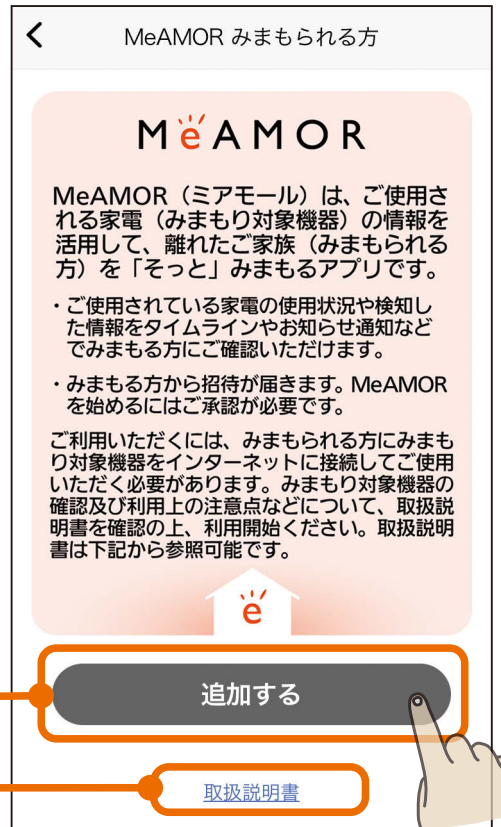 MeAMOR みまもられる方
MëAMOR
MeAMOR（ミアモール）は、ご使用さ
れる家電（みまもり対象機器）の情報を
活用して、離れたご家族（みまもられる
方）を「そっと」みまもるアプリです。
・ご使用されている家電の使用状況や検知し
た情報をタイムラインやお知らせ通知など
でみまもる方にご確認いただけます。
・みまもる方から招待が届きます。MeAMOR
を始めるにはご承認が必要です。
ご利用いただくには、みまもられる方にみまも
り対象機器をインターネットに接続してご使用
いただく必要があります。みまもり対象機器の
確認及び利用上の注意点などについて、取扱説
明書を確認の上、利用開始ください。取扱説明
書は下記から参照可能です。
ë
追加する
取扱説明書